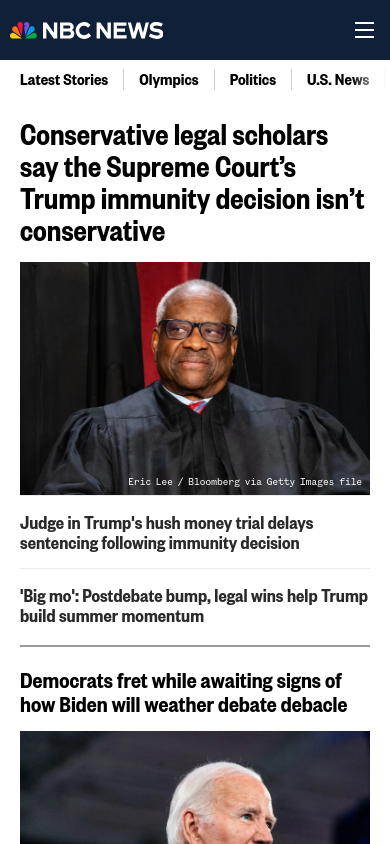 NBC NEWS
Latest Stories
Olympics
Politics
U.S. News
Conservative legal scholars
say the Supreme Court’s
Trump immunity decision isn’t
conservative
Eric Lee / Bloomberg via Getty Images file
Judge in Trump's hush money trial delays
sentencing following immunity decision
'Big mo': Postdebate bump, legal wins help Trump
build summer momentum
Democrats fret while awaiting signs of
how Biden will weather debate debacle